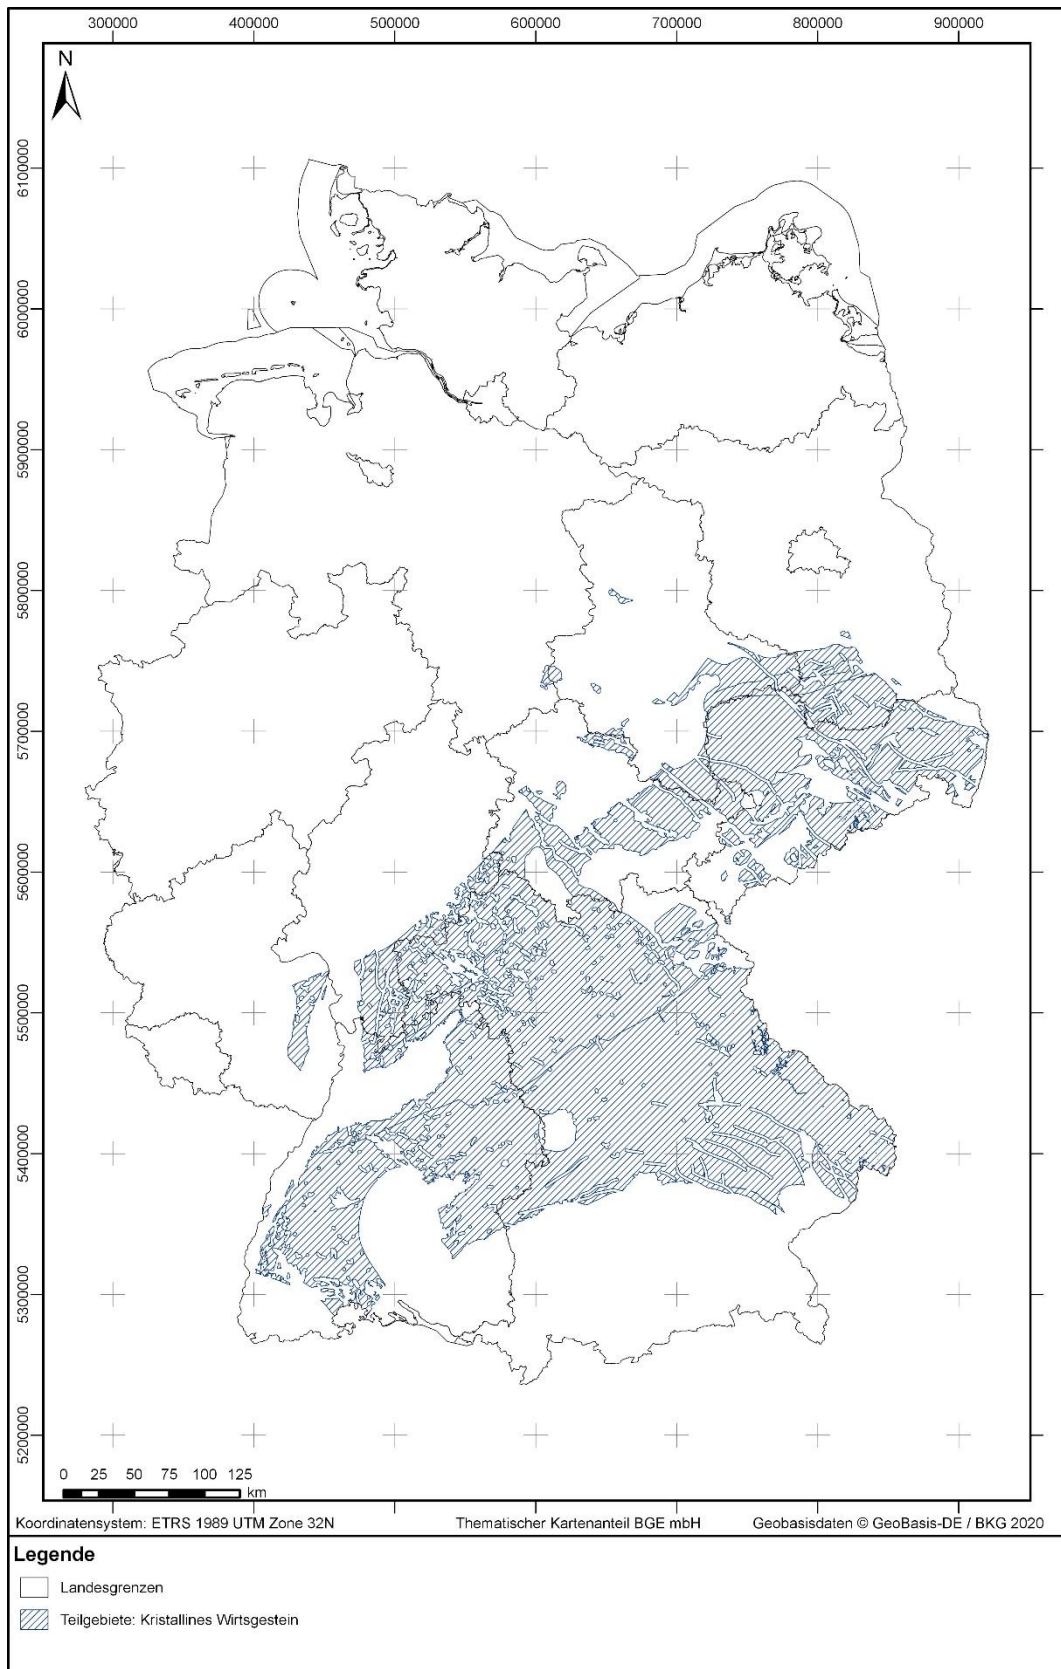 300000 400000 500000 600000 700000 800000 900000
N
6100000
6000000
5900000
5800000
5700000
5600000
5500000
5400000
5300000
5200000
0 25 50 75 100 125
km
Koordinatensystem: ETRS 1989 UTM Zone 32N Thematischer Kartenanteil BGE mbH Geobasisdaten © GeoBasis-DE / BKG 2020
Legende
Landesgrenzen
Teilgebiete: Kristallines Wirtsgestein